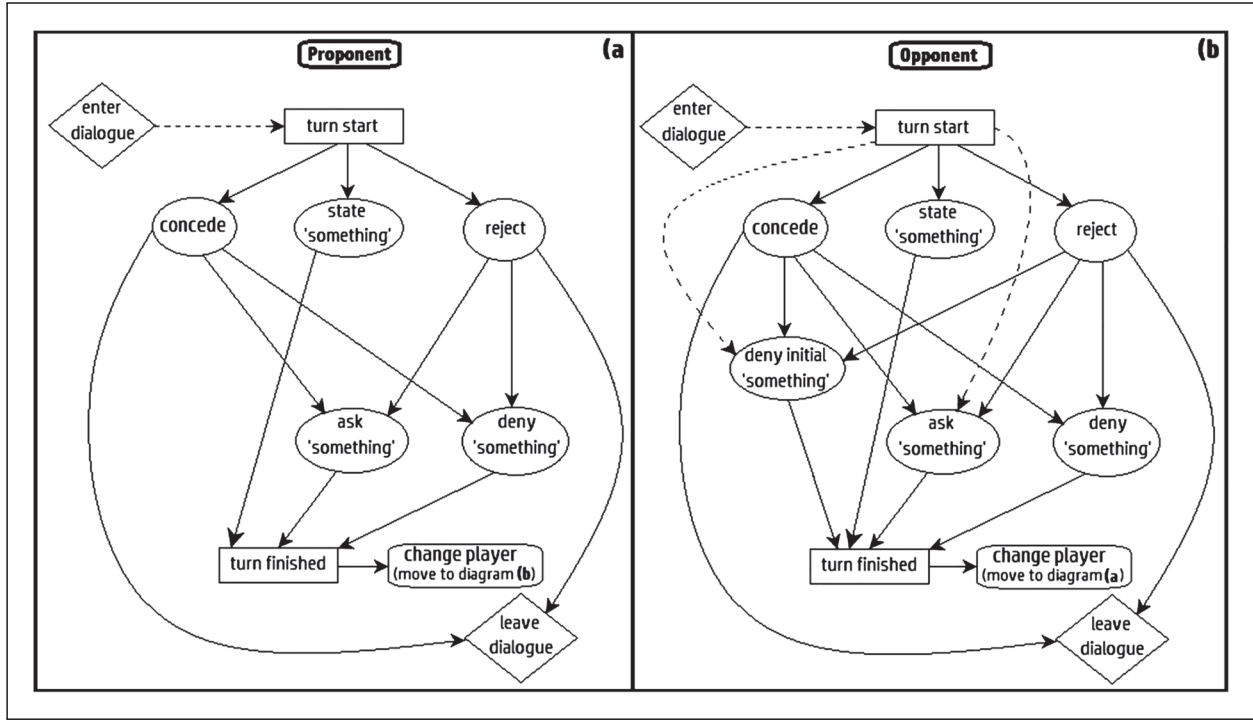 Proponent
(a
enter
dialogue
turn start
concede
state
'something'
reject
ask
'something'
deny
'something'
turn finished
change player
(move to diagram (b)
leave
dialogue
Opponent
(b
enter
dialogue
turn start
concede
state
'something'
reject
deny initial
'something'
ask
'something'
deny
'something'
turn finished
change player
(move to diagram (a)
leave
dialogue